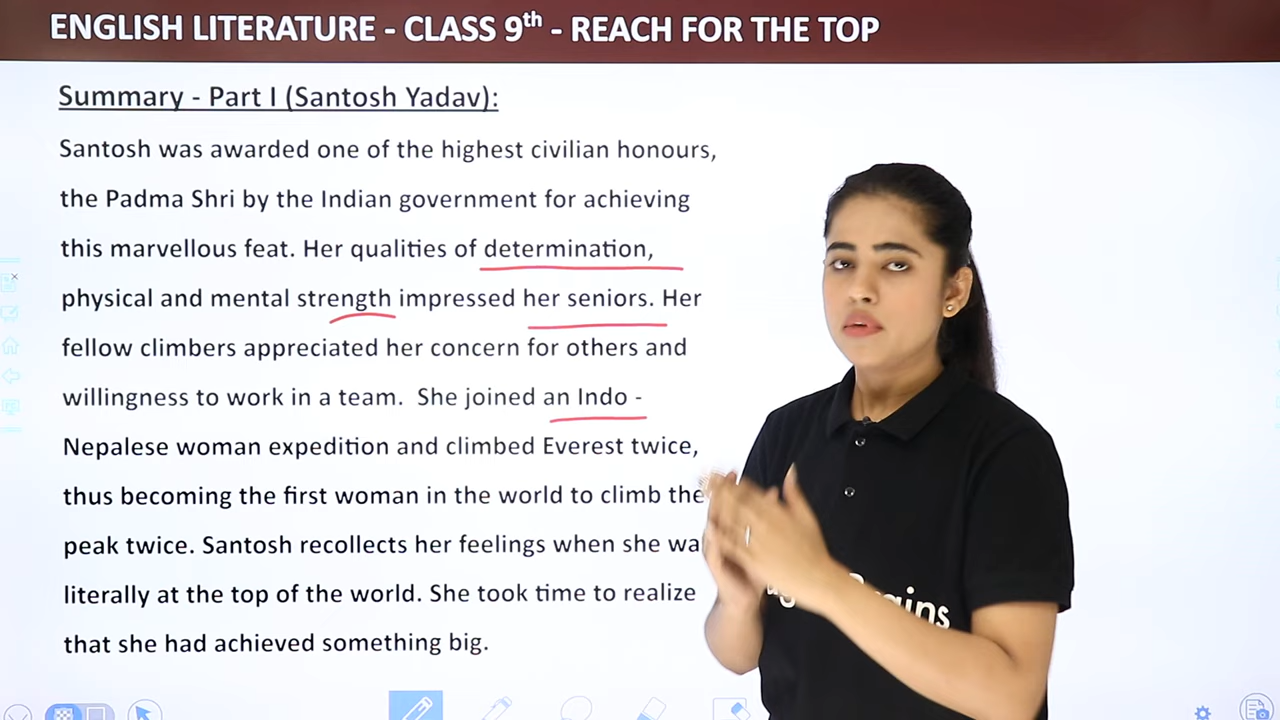 ENGLISH LITERATURE - CLASS 9th - REACH FOR THE TOP
Summary - Part I (Santosh Yadav):
Santosh was awarded one of the highest civilian honours,
the Padma Shri by the Indian government for achieving
this marvellous feat. Her qualities of determination,
physical and mental strength impressed her seniors. Her
fellow climbers appreciated her concern for others and
willingness to work in a team. She joined an Indo -
Nepalese woman expedition and climbed Everest twice,
thus becoming the first woman in the world to climb the
peak twice. Santosh recollects her feelings when she
literally at the top of the world. She took time to realize
that she had achieved something big.